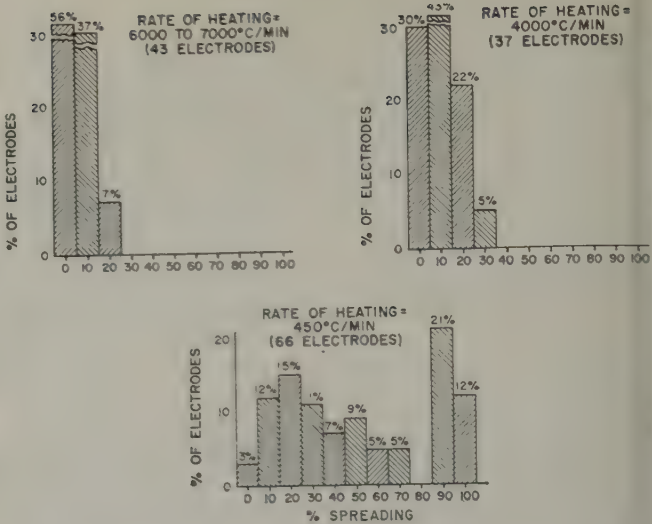 56%
37%
RATE OF HEATING=
6000 TO 7000°C/MIN
(43 ELECTRODES)
30
20
10
0
7%
% OF ELECTRODES
0 10 20 30 40 50 60 70 80 90 100
30%
43%
RATE OF HEATING=
4000°C/MIN
(37 ELECTRODES)
30
20
10
0
22%
5%
% OF ELECTRODES
0 10 20 30 40 50 60 70 80 90 100
RATE OF HEATING=
450°C/MIN
(66 ELECTRODES)
20
10
0
3%
12%
15%
7%
9%
5%
5%
21%
12%
% OF ELECTRODES
0 10 20 30 40 50 60 70 80 90 100
% SPREADING